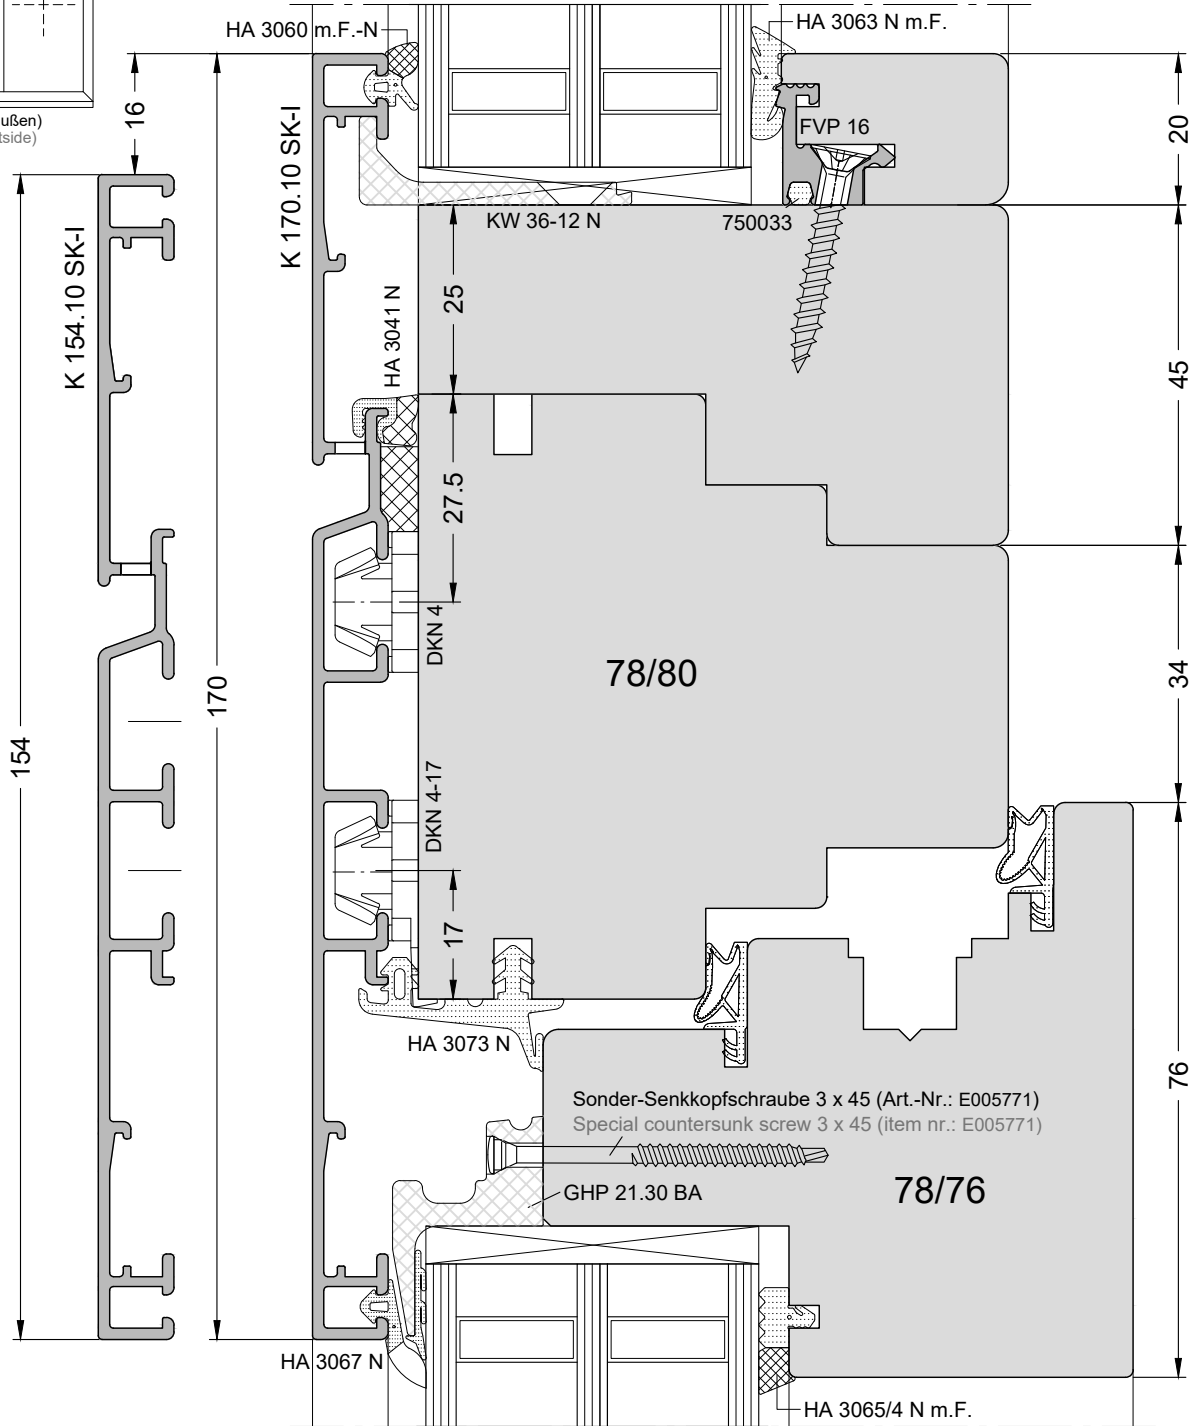 HA 3060 m.F.-N
HA 3063 N m.F.
ußen)
tside)
16
20
K 170.10 SK-I
FVP 16
K 154.10 SK-I
KW 36-12 N
750033
25
HA 3041 N
45
27.5
DKN 4
78/80
34
170
154
DKN 4-17
17
HA 3073 N
76
Sonder-Senkkopfschraube 3 x 45 (Art.-Nr.: E005771)
Special countersunk screw 3 x 45 (item nr.: E005771)
78/76
GHP 21.30 BA
HA 3067 N
HA 3065/4 N m.F.